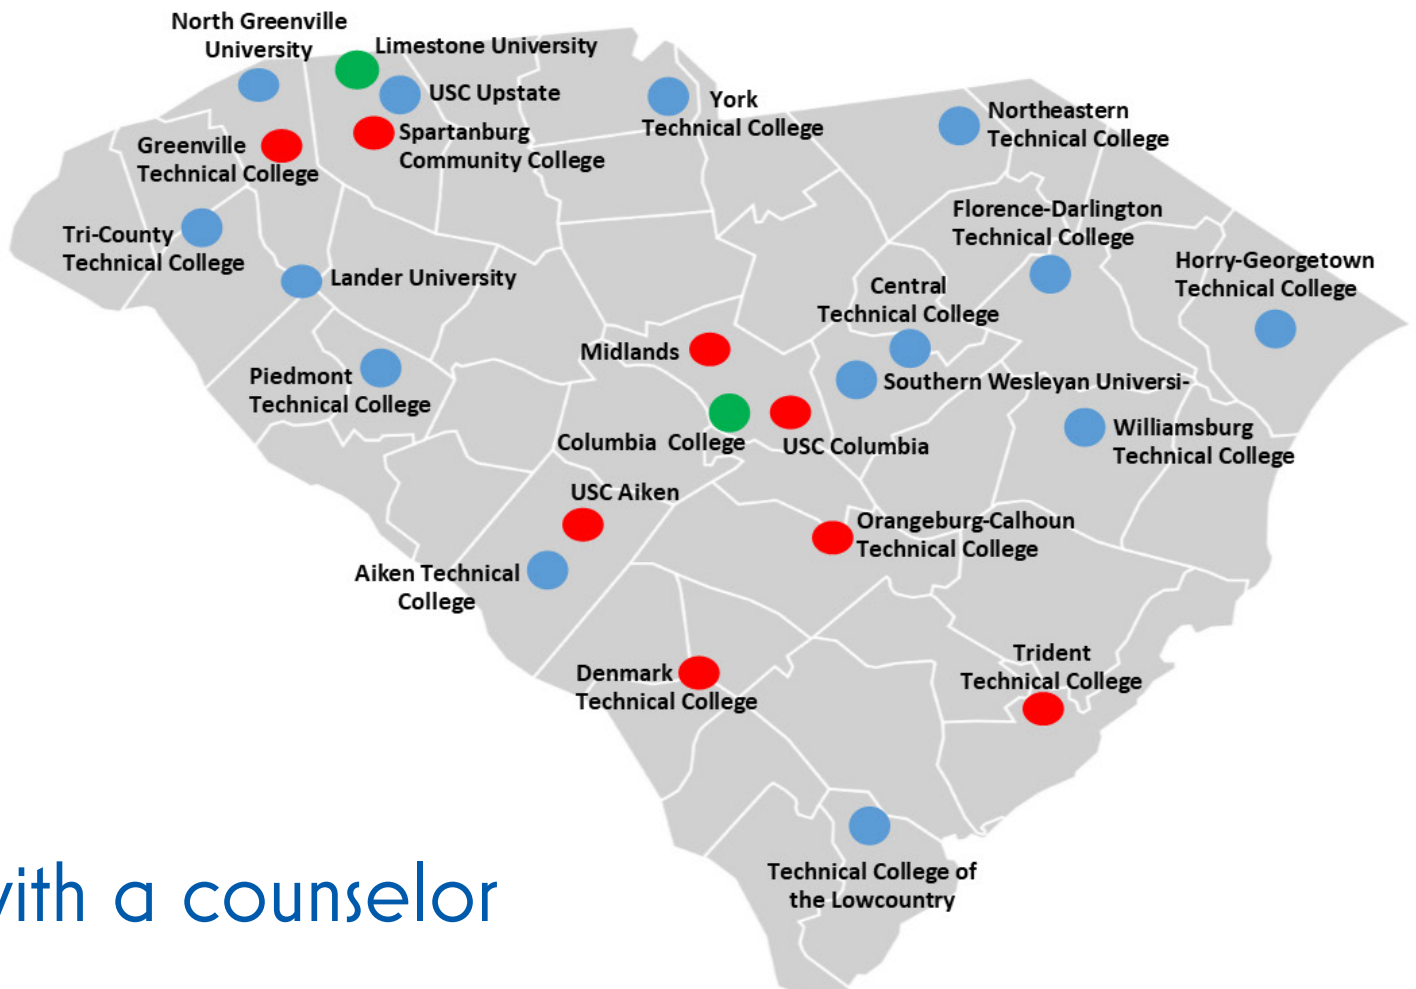 North Greenville
University
Limestone University
USC Upstate
York
Technical College
Northeastern
Technical College
Greenville
Technical College
Spartanburg
Community College
Florence-Darlington
Technical College
Tri-County
Technical College
Lander University
Horry-Georgetown
Technical College
Central
Technical College
Midlands
Southern Wesleyan Universi-
Piedmont
Technical College
Columbia College
USC Columbia
Williamsburg
Technical College
USC Aiken
Orangeburg-Calhoun
Technical College
Aiken Technical
College
Denmark
Technical College
Trident
Technical College
Technical College of
the Lowcountry
with a counselor